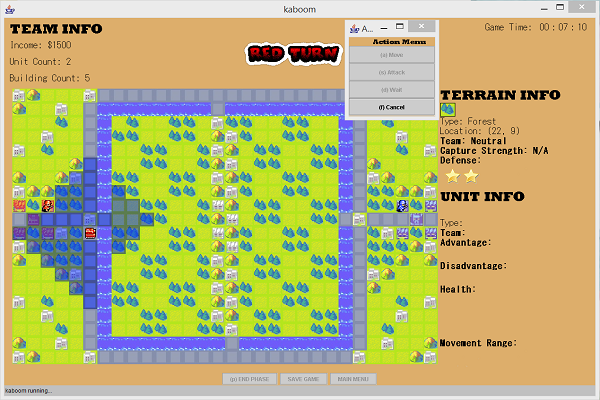 kaboom
TEAM INFO
Income: $1500
Unit Count: 2
Building Count: 5
RED TURN
A...
Action Menu
(a) Move
(s) Attack
(d) Wait
(f) Cancel
Game Time: 00:07:10
TERRAIN INFO
Type: Forest
Location: (22, 9)
Team: Neutral
Capture Strength: N/A
Defense:
UNIT INFO
Type:
Team:
Advantage:
Disadvantage:
Health:
Movement Range:
(p) END PHASE
SAVE GAME
MAIN MENU
kaboom running...